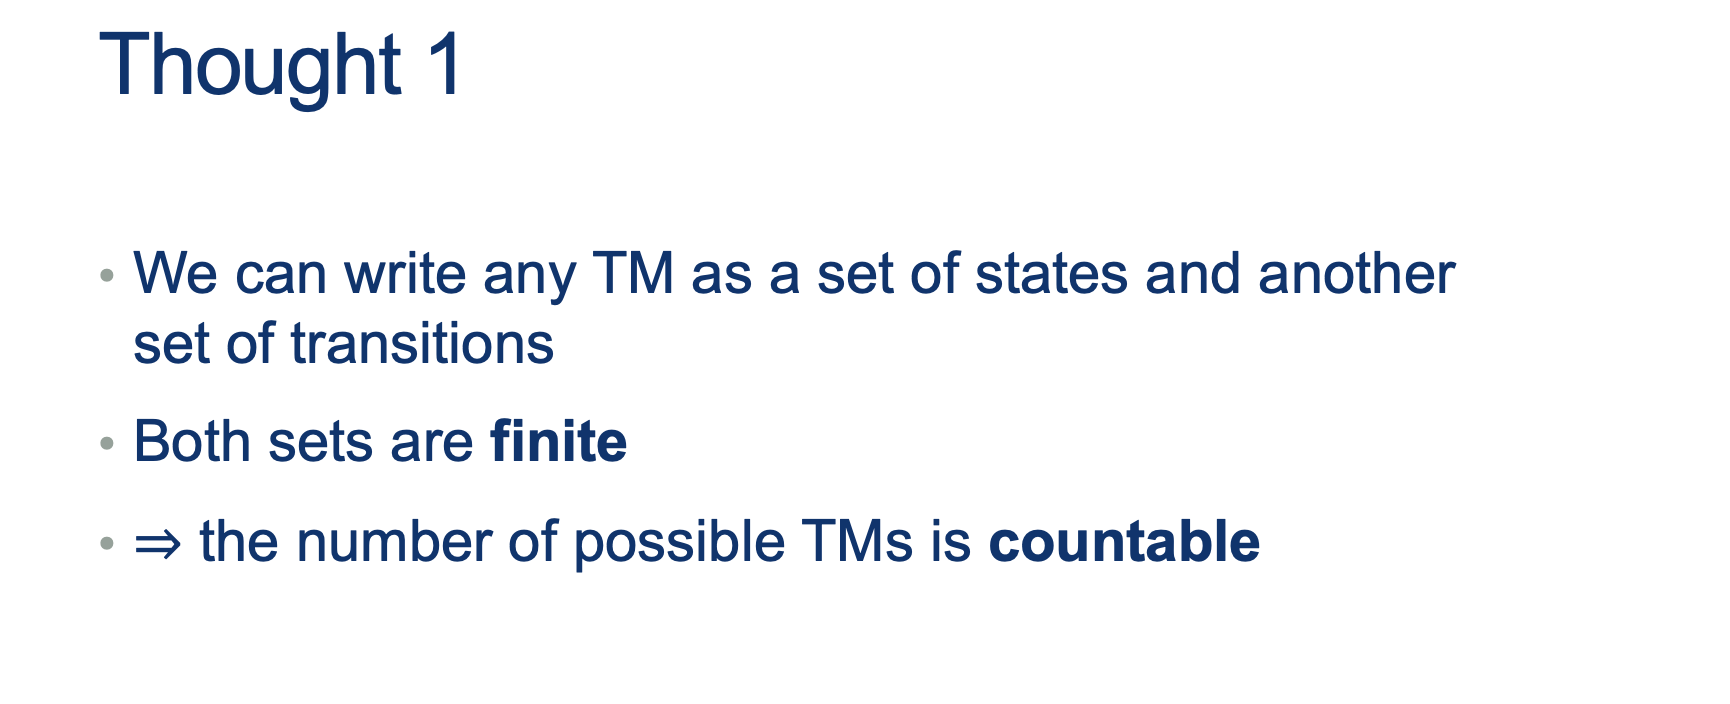 Thought 1
• We can write any TM as a set of states and another
set of transitions
• Both sets are finite
• ⇒ the number of possible TMs is countable